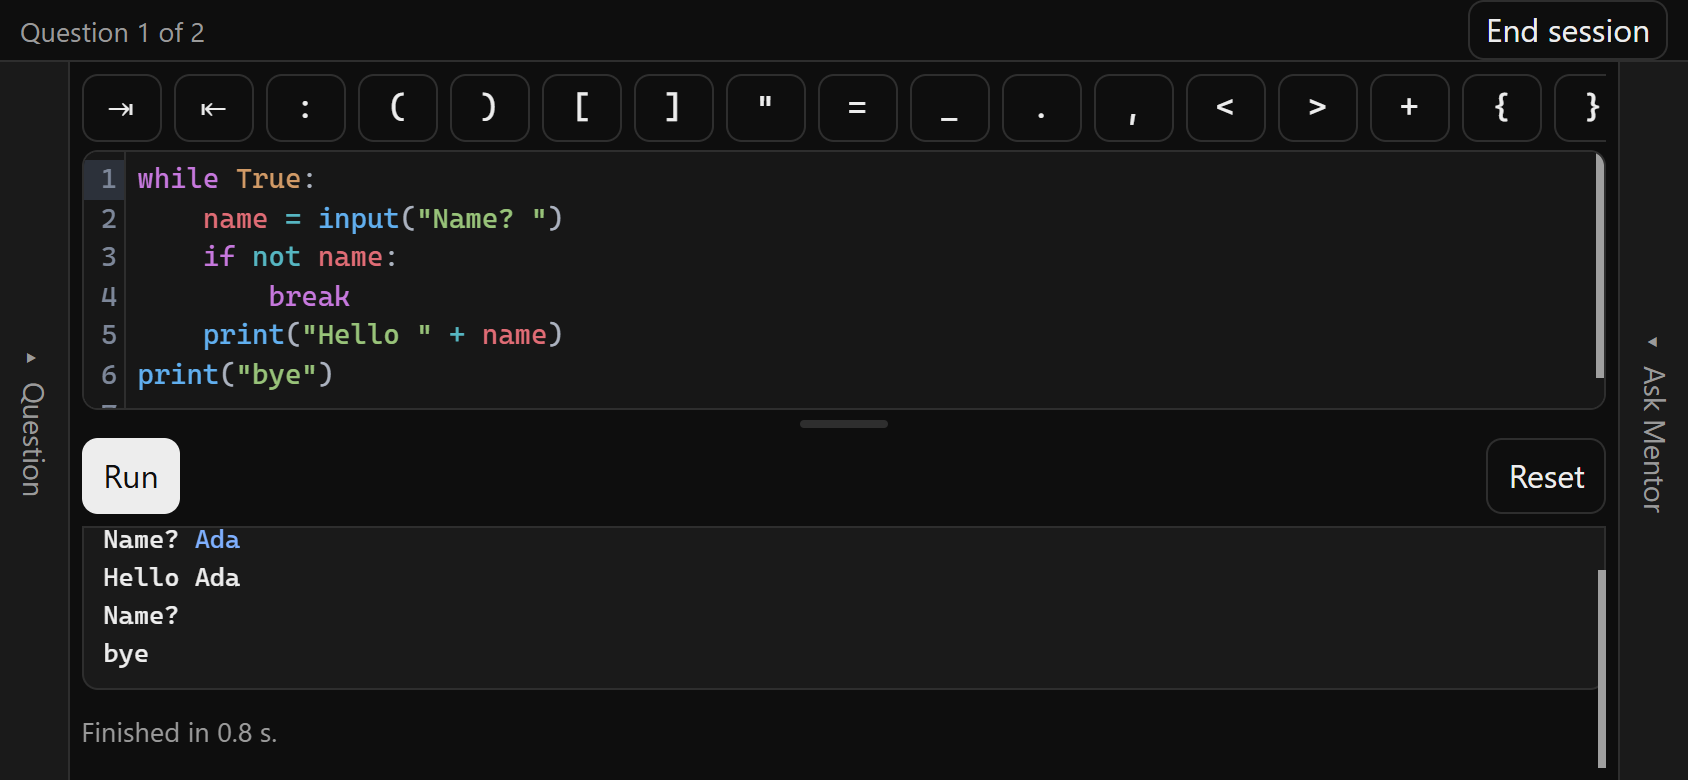 Question 1 of 2
End session
⇥ ⇤ : ( ) [ ] " = _ . , < > + { }
▸ Question
1 while True:
2     name = input("Name? ")
3     if not name:
4         break
5     print("Hello " + name)
6 print("bye")
Run
Reset
Name? Ada
Hello Ada
Name?
bye
Finished in 0.8 s.
◂ Ask Mentor